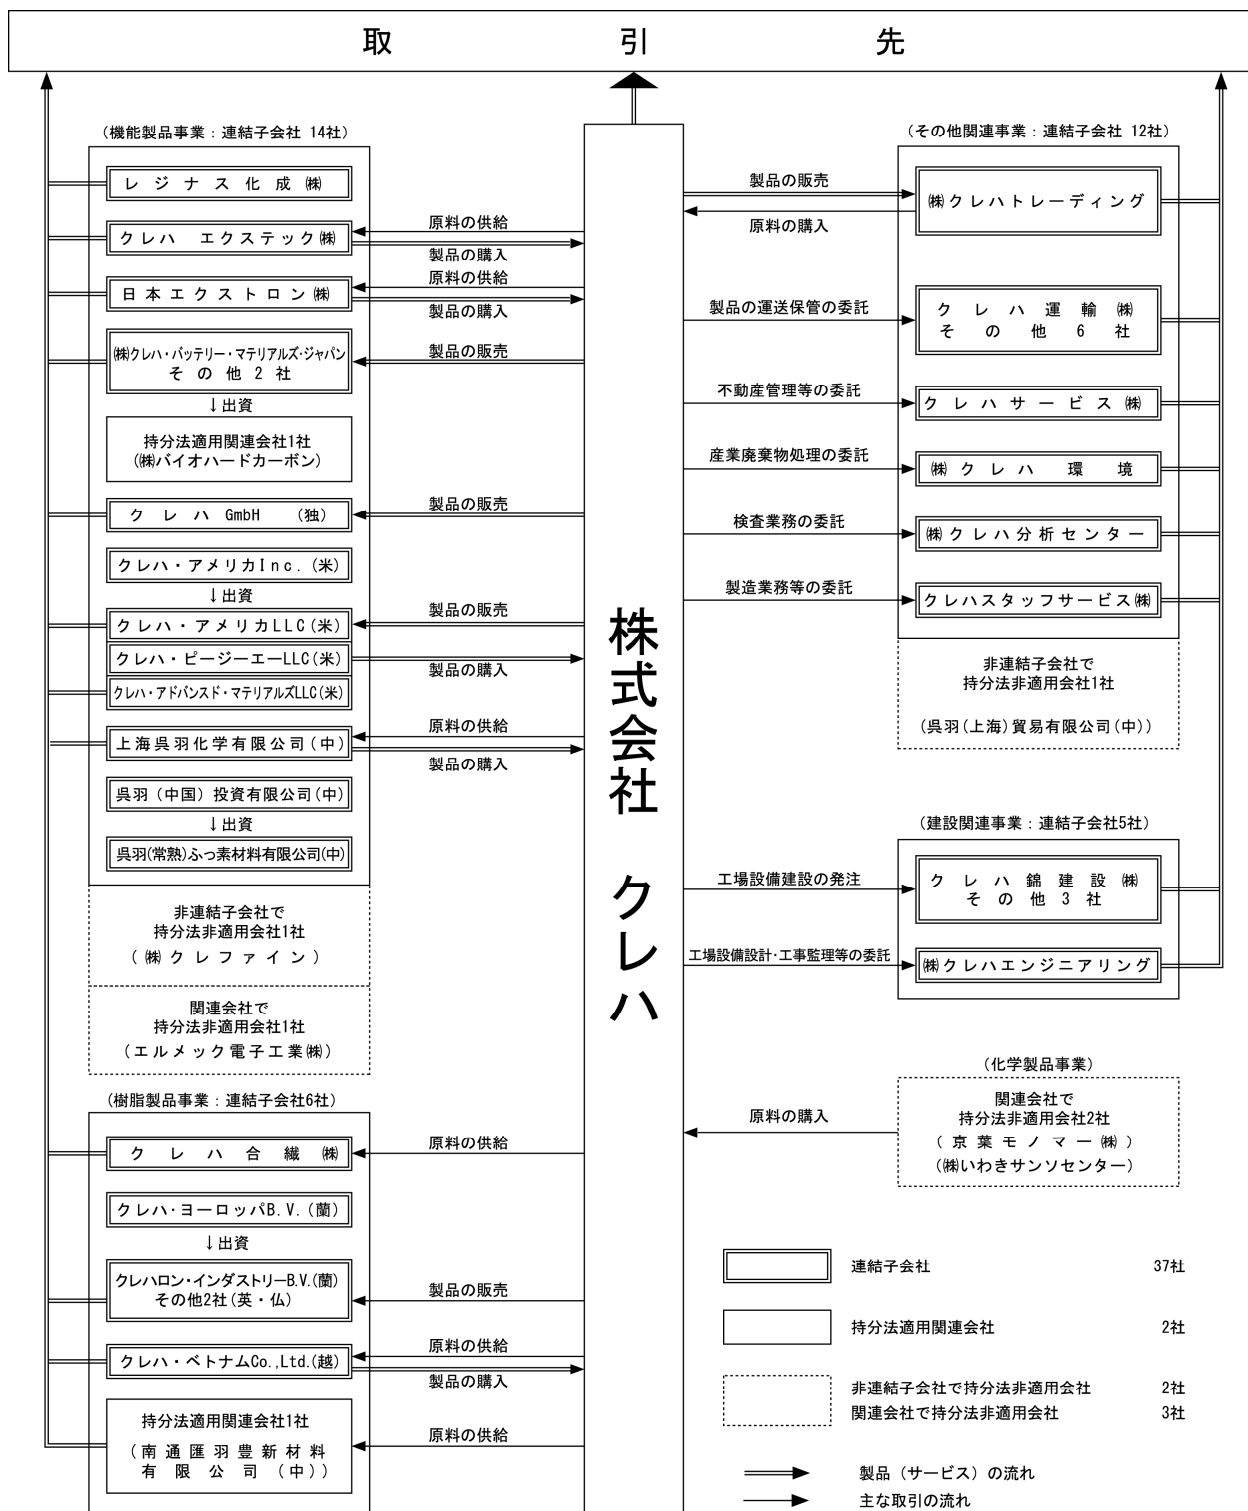 取引先
(機能製品事業：連結子会社 14社)
レジナス化成㈱
クレハ エクステック㈱
原料の供給
製品の購入
日本エクストロン㈱
原料の供給
製品の購入
㈱クレハ・バッテリー・マテリアルズ・ジャパン
その他2社
製品の販売
↓出資
持分法適用関連会社1社
(㈱バイオハードカーボン)
クレハ GmbH （独）
製品の販売
クレハ・アメリカInc.(米)
↓出資
クレハ・アメリカLLC(米)
製品の販売
クレハ・ピージーエーLLC(米)
製品の購入
クレハ・アドバンスド・マテリアルズLLC(米)
上海呉羽化学有限公司(中)
原料の供給
製品の購入
呉羽（中国）投資有限公司(中)
↓出資
呉羽(常熟)ふっ素材料有限公司(中)
非連結子会社で
持分法非適用会社1社
(㈱クレファイン)
関連会社で
持分法非適用会社1社
(エルメック電子工業㈱)
(樹脂製品事業：連結子会社6社)
クレハ合繊㈱
原料の供給
クレハ・ヨーロッパB.V.(蘭)
↓出資
クレハロン・インダストリーB.V.(蘭)
その他2社(英・仏)
製品の販売
クレハ・ベトナムCo.,Ltd.(越)
原料の供給
製品の購入
持分法適用関連会社1社
(南通匯羽豊新材料
有限公司(中))
原料の供給
株式会社 クレハ
(その他関連事業：連結子会社 12社)
製品の販売
㈱クレハトレーディング
原料の購入
製品の運送保管の委託
クレハ運輸㈱
その他6社
不動産管理等の委託
クレハサービス㈱
産業廃棄物処理の委託
㈱クレハ環境
検査業務の委託
㈱クレハ分析センター
製造業務等の委託
クレハスタッフサービス㈱
非連結子会社で
持分法非適用会社1社
(呉羽(上海)貿易有限公司(中))
(建設関連事業：連結子会社5社)
工場設備建設の発注
クレハ錦建設㈱
その他3社
工場設備設計・工事監理等の委託
㈱クレハエンジニアリング
(化学製品事業)
関連会社で
持分法非適用会社2社
(京葉モノマー㈱)
(㈱いわきサンソセンター)
原料の購入
連結子会社 37社
持分法適用関連会社 2社
非連結子会社で持分法非適用会社 2社
関連会社で持分法非適用会社 3社
製品（サービス）の流れ
主な取引の流れ